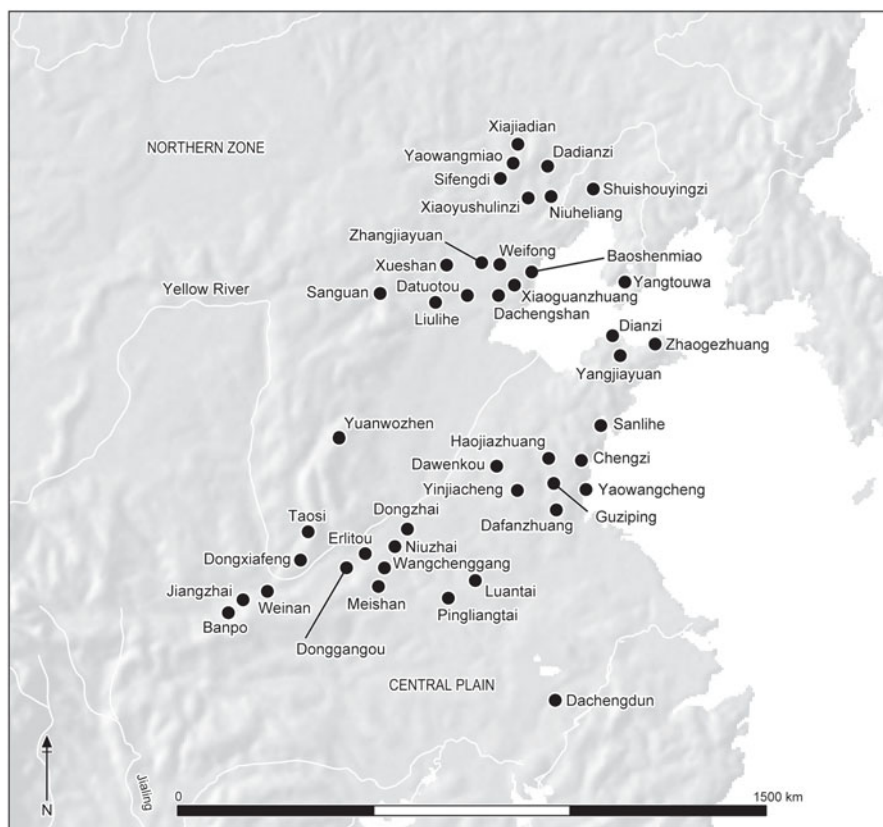 Xiajiadian
NORTHERN ZONE
Yaowangmiao
Dadianzi
Sifengdi
Shuishouyingzi
Xiaoyushulinzi
Niuheliang
Zhangjiayuan
Weifong
Baoshenmiao
Xueshan
Yellow River
Sanguan
Datuotou
Xiaoguanzhuang
Yangtouwa
Dachengshan
Liulihe
Dianzi
Zhaogezhuang
Yangjiayuan
Yuanwozhen
Sanlihe
Haojiazhuang
Dawenkou
Chengzi
Yinjiacheng
Yaowangcheng
Guziping
Dafanzhuang
Taosi
Dongzhai
Erlitou
Niuzhai
Dongxiafeng
Wangchenggang
Jiangzhai
Weinan
Meishan
Luantai
Banpo
Pingliangtai
Donggangou
CENTRAL PLAIN
Dachengdun
Jialing
N
0
1500 km